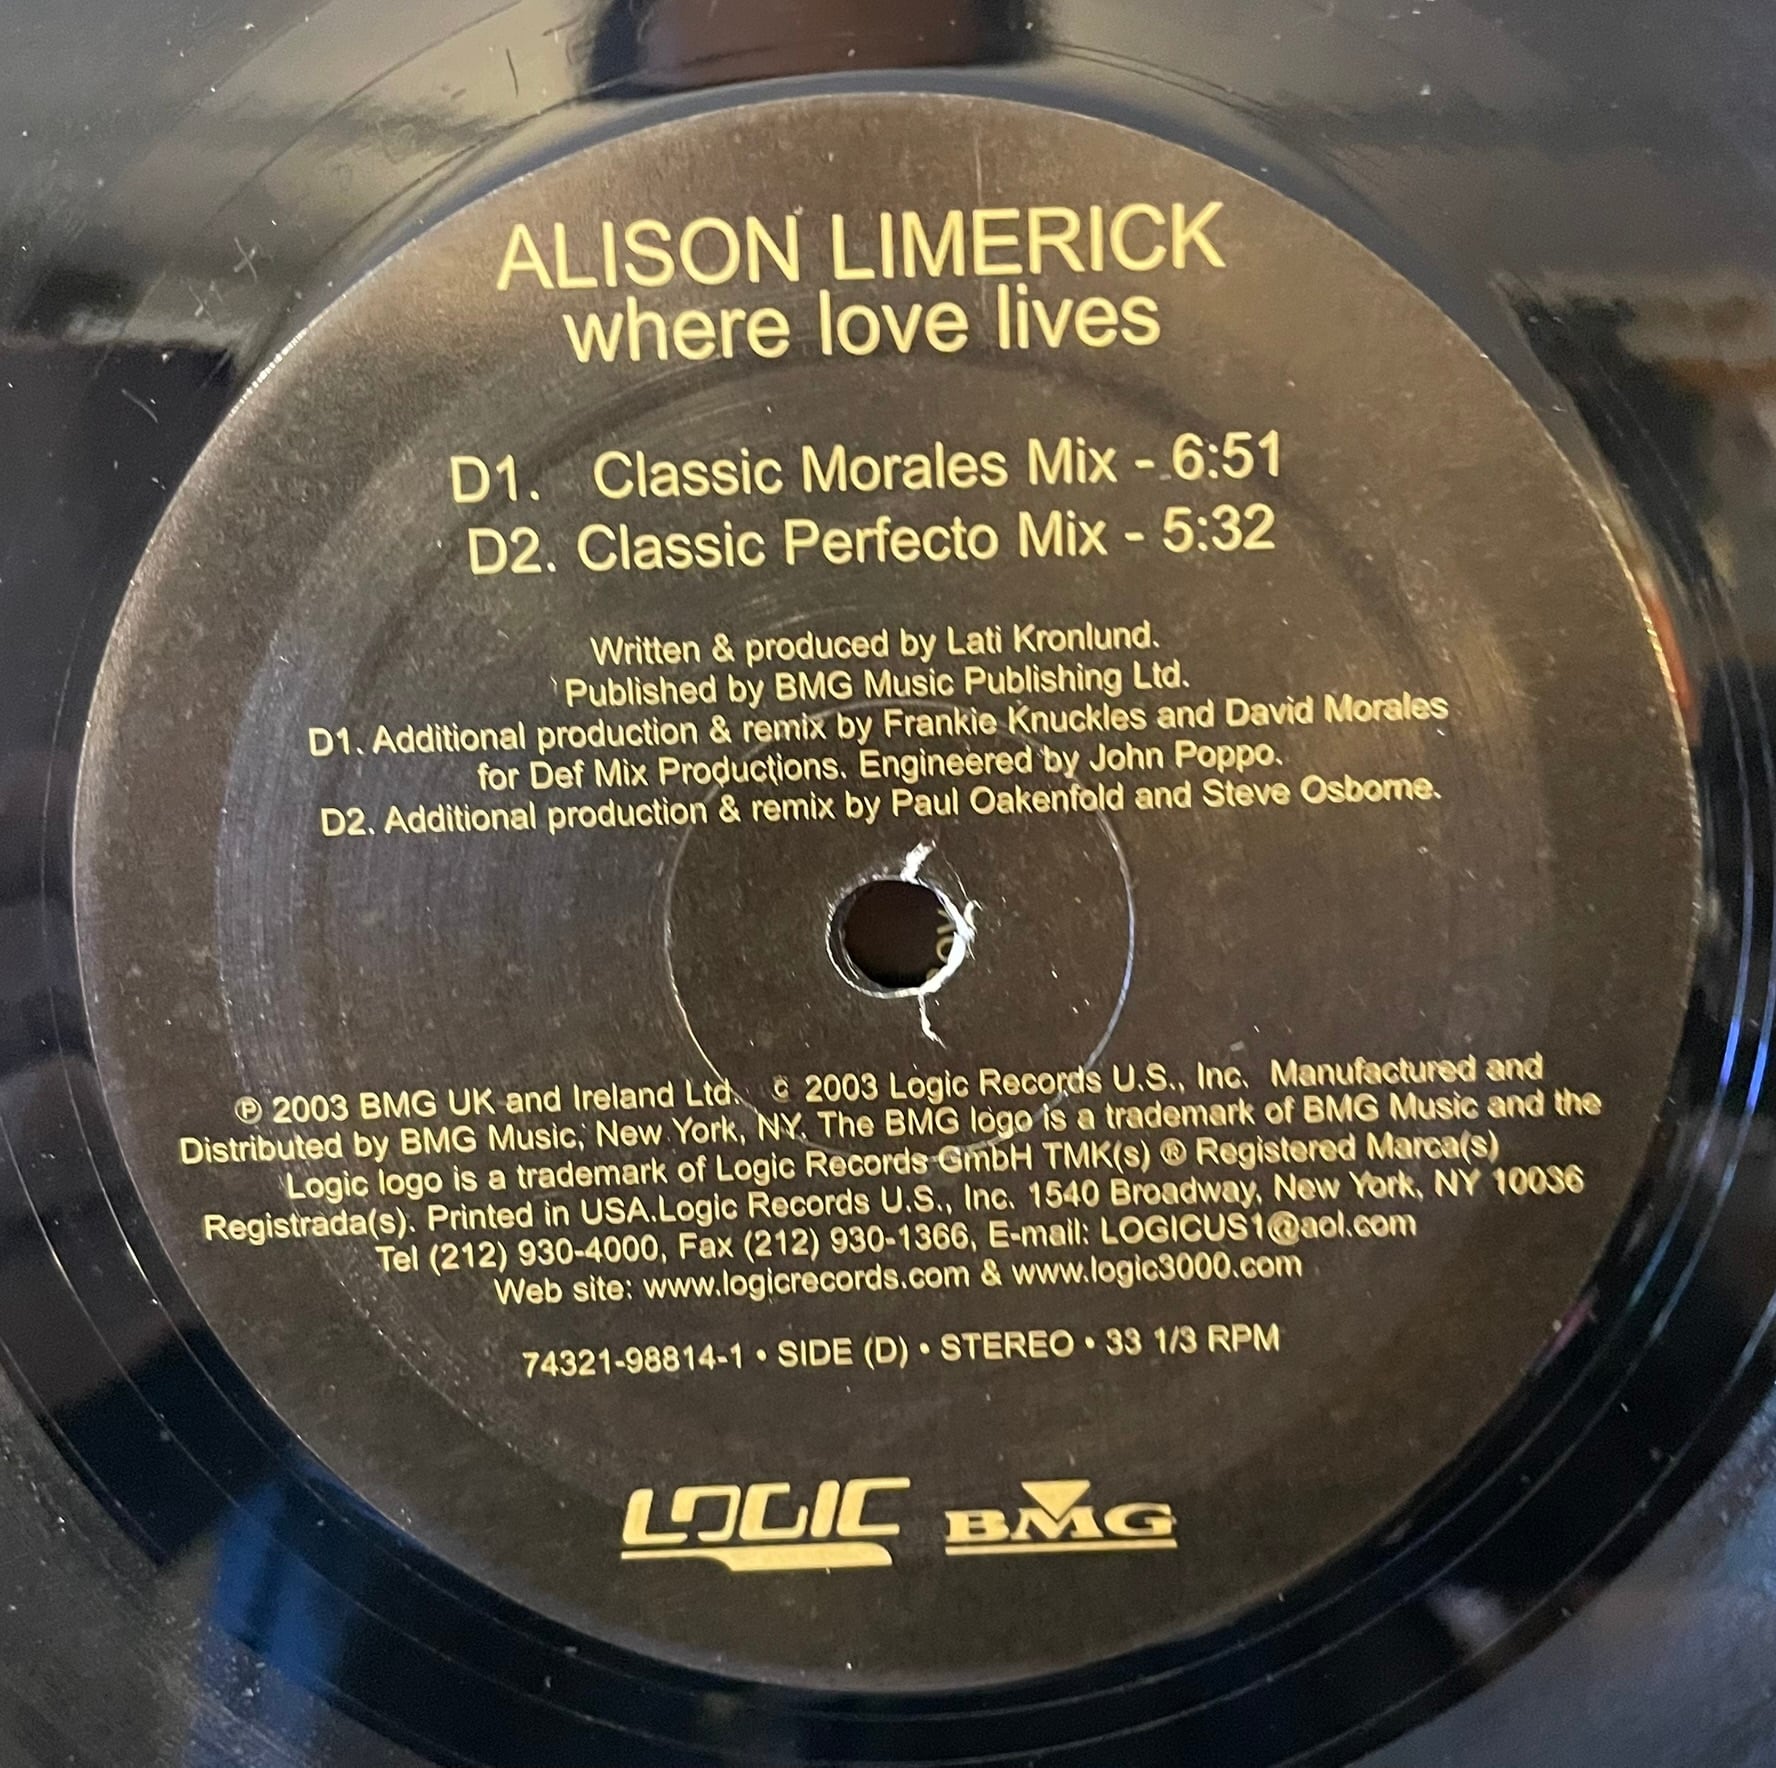 ALISON LIMERICK
where love lives
D1. Classic Morales Mix - 6:51
D2. Classic Perfecto Mix - 5:32
Written & produced by Lati Kronlund.
Published by BMG Music Publishing Ltd.
D1. Additional production & remix by Frankie Knuckles and David Morales
for Def Mix Productions. Engineered by John Poppo.
D2. Additional production & remix by Paul Oakenfold and Steve Osborne.
℗ 2003 BMG UK and Ireland Ltd. © 2003 Logic Records U.S., Inc. Manufactured and
Distributed by BMG Music, New York, NY. The BMG logo is a trademark of BMG Music and the
Logic logo is a trademark of Logic Records GmbH TMK(s) ® Registered Marca(s)
Registrada(s). Printed in USA.Logic Records U.S., Inc. 1540 Broadway, New York, NY 10036
Tel (212) 930-4000, Fax (212) 930-1366, E-mail: LOGICUS1@aol.com
Web site: www.logicrecords.com & www.logic3000.com
74321-98814-1 • SIDE (D) • STEREO • 33 1/3 RPM
LOGIC BMG